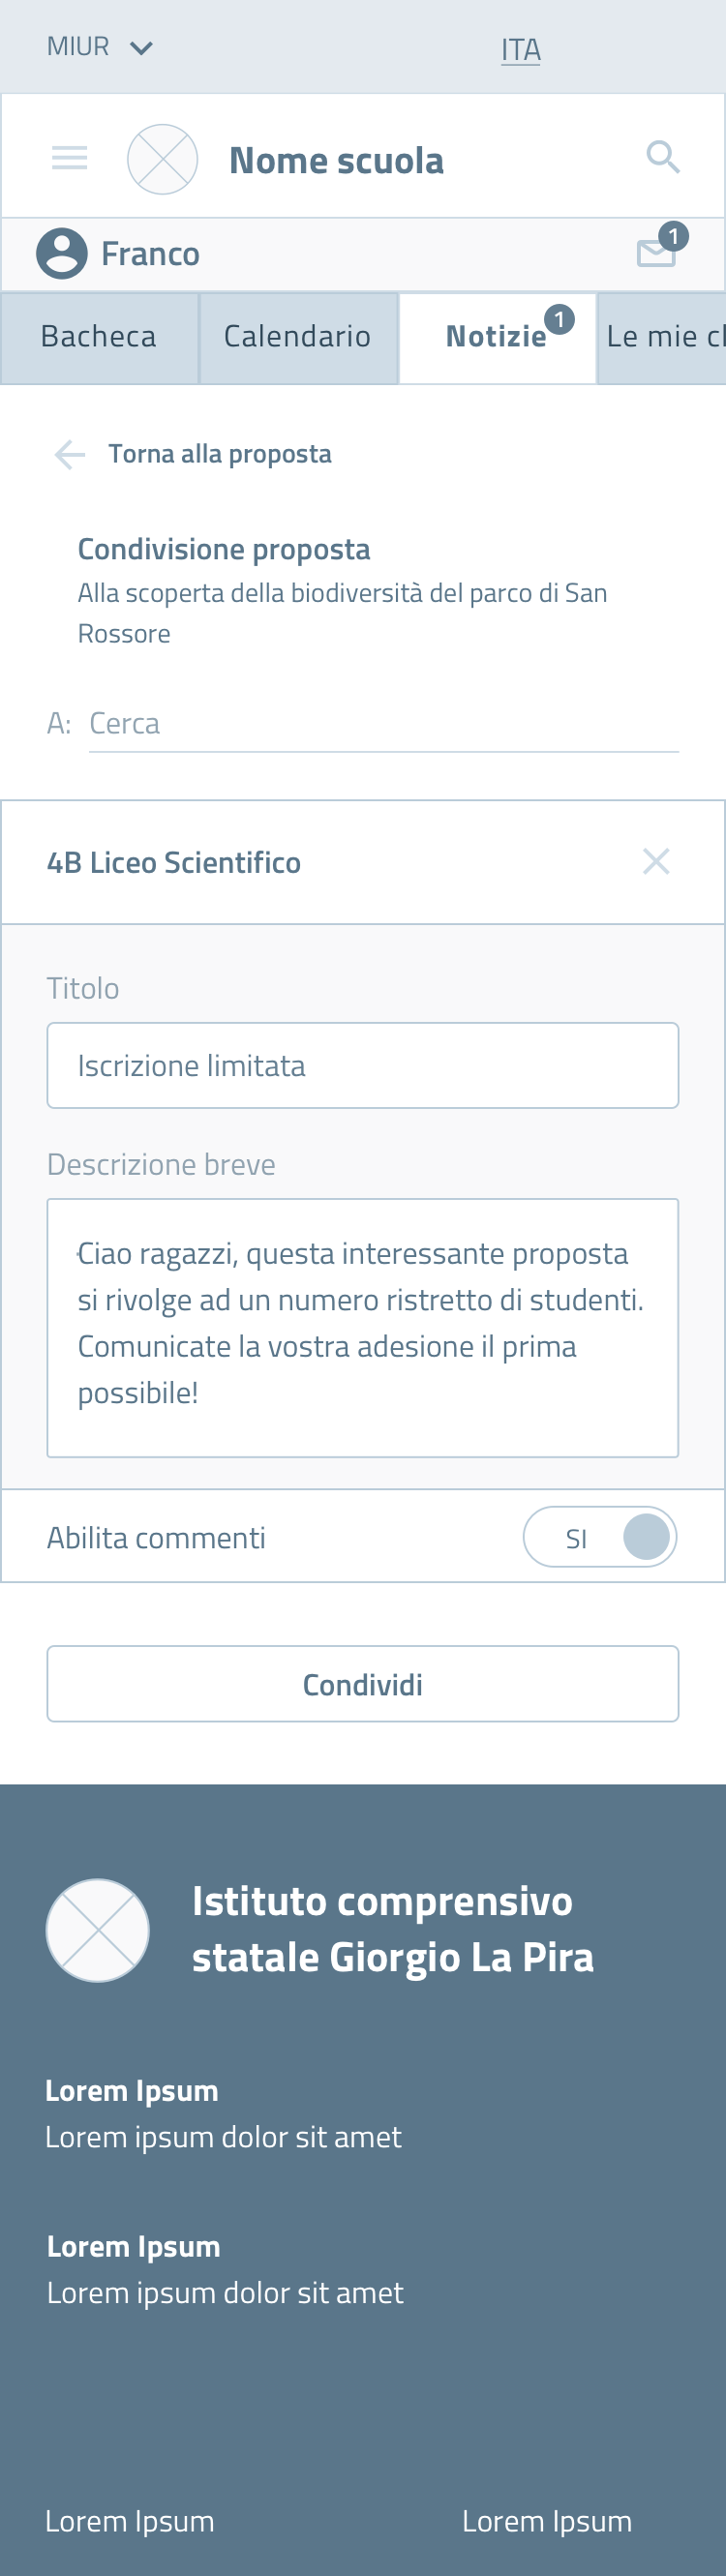 MIUR
ITA
Nome scuola
Franco
1
Bacheca
Calendario
Notizie
1
Le mie
Torna alla proposta
Condivisione proposta
Alla scoperta della biodiversità del parco di San
Rossore
A: Cerca
4B Liceo Scientifico
Titolo
Iscrizione limitata
Descrizione breve
Ciao ragazzi, questa interessante proposta
si rivolge ad un numero ristretto di studenti.
Comunicate la vostra adesione il prima
possibile!
Abilita commenti
SI
Condividi
Istituto comprensivo
statale Giorgio La Pira
Lorem Ipsum
Lorem ipsum dolor sit amet
Lorem Ipsum
Lorem ipsum dolor sit amet
Lorem Ipsum
Lorem Ipsum